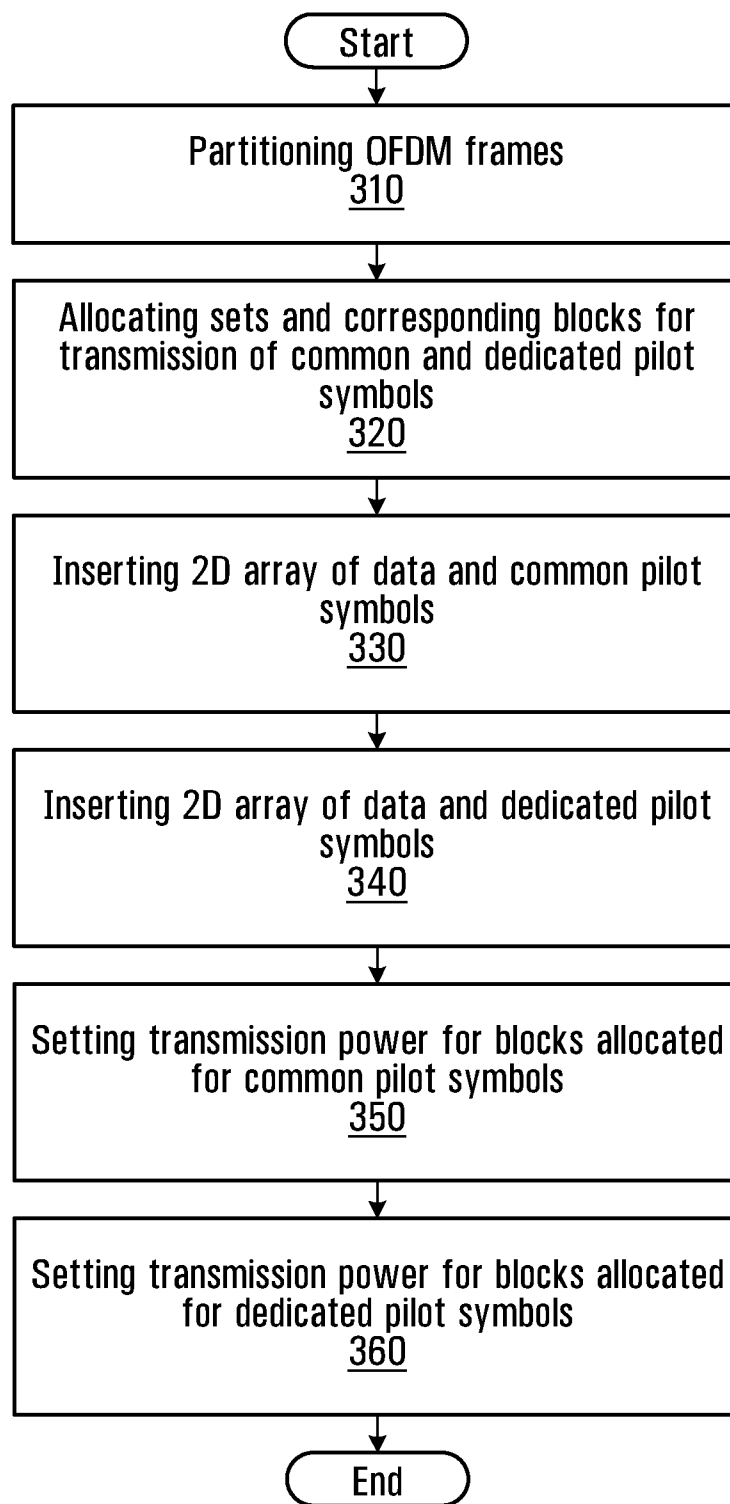 Start
Partitioning OFDM frames
310
Allocating sets and corresponding blocks for
transmission of common and dedicated pilot
symbols
320
Inserting 2D array of data and common pilot
symbols
330
Inserting 2D array of data and dedicated pilot
symbols
340
Setting transmission power for blocks allocated
for common pilot symbols
350
Setting transmission power for blocks allocated
for dedicated pilot symbols
360
End